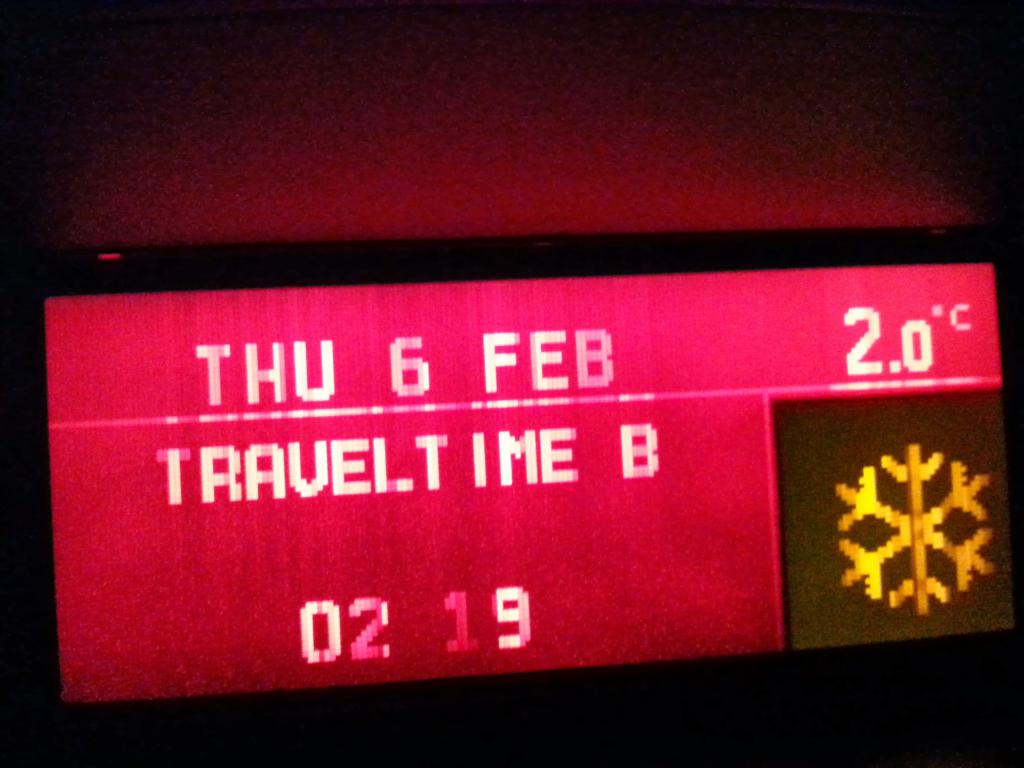 THU 6 FEB 2.0°C
TRAVELTIME B
02 19